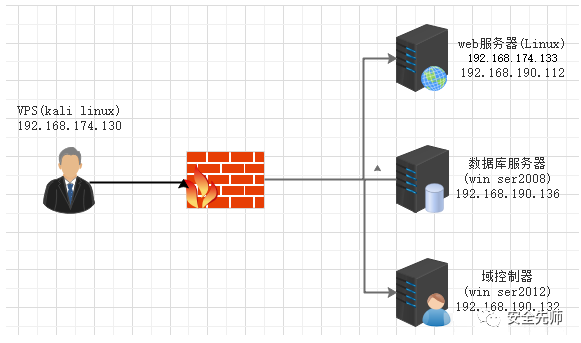 web服务器(Linux)
192.168.174.133
192.168.190.112
VPS(kali linux)
192.168.174.130
数据库服务器
(win ser2008)
192.168.190.136
域控制器
(win ser2012)
192.168.190.132
安全先师